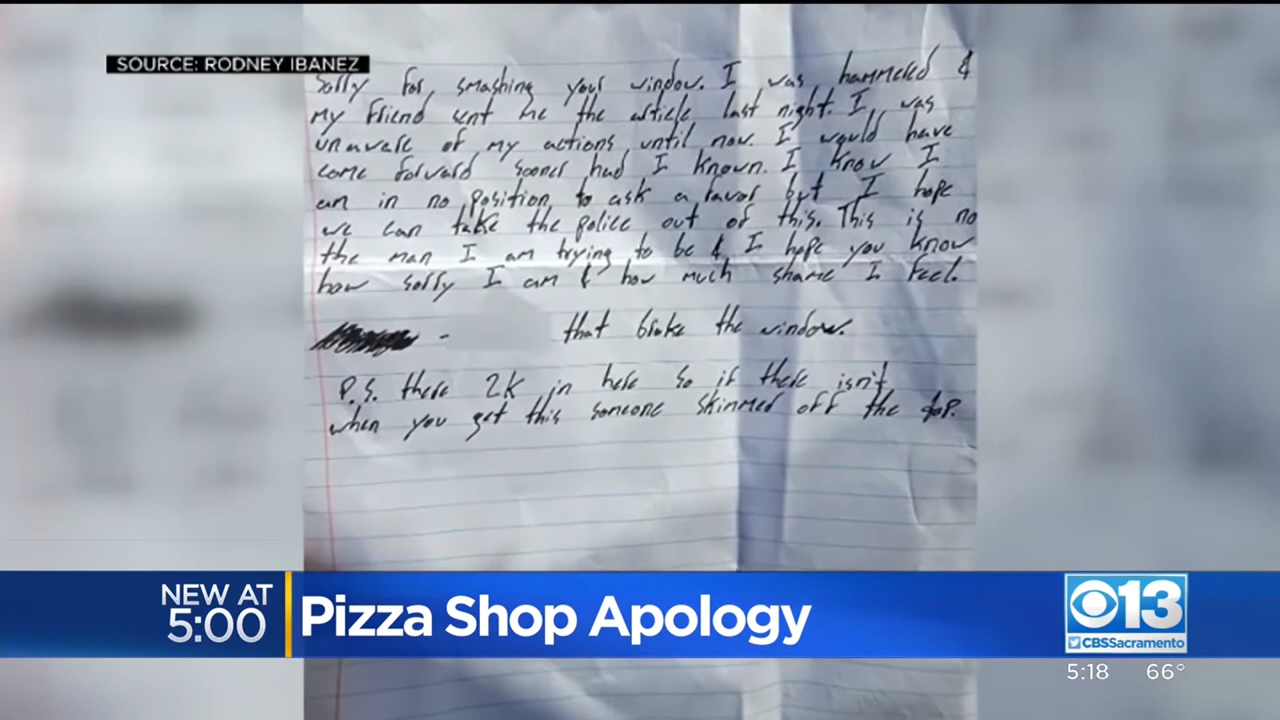 SOURCE: RODNEY IBANEZ
Sorry for smashing your window. I was hammered &
my friend sent me the article last night. I was
unaware of my actions until now. I would have
come forward sooner had I known. I know I
am in no position to ask a favor but I hope
we can take the police out of this. This is no
the man I am trying to be & I hope you know
how sorry I am & how much shame I feel.
- that broke the window.
P.S. there 2K in here so if there isn't
when you get this someone skimmed off the top.
NEW AT
5:00
Pizza Shop Apology
13
CBSSacramento
5:18 66°